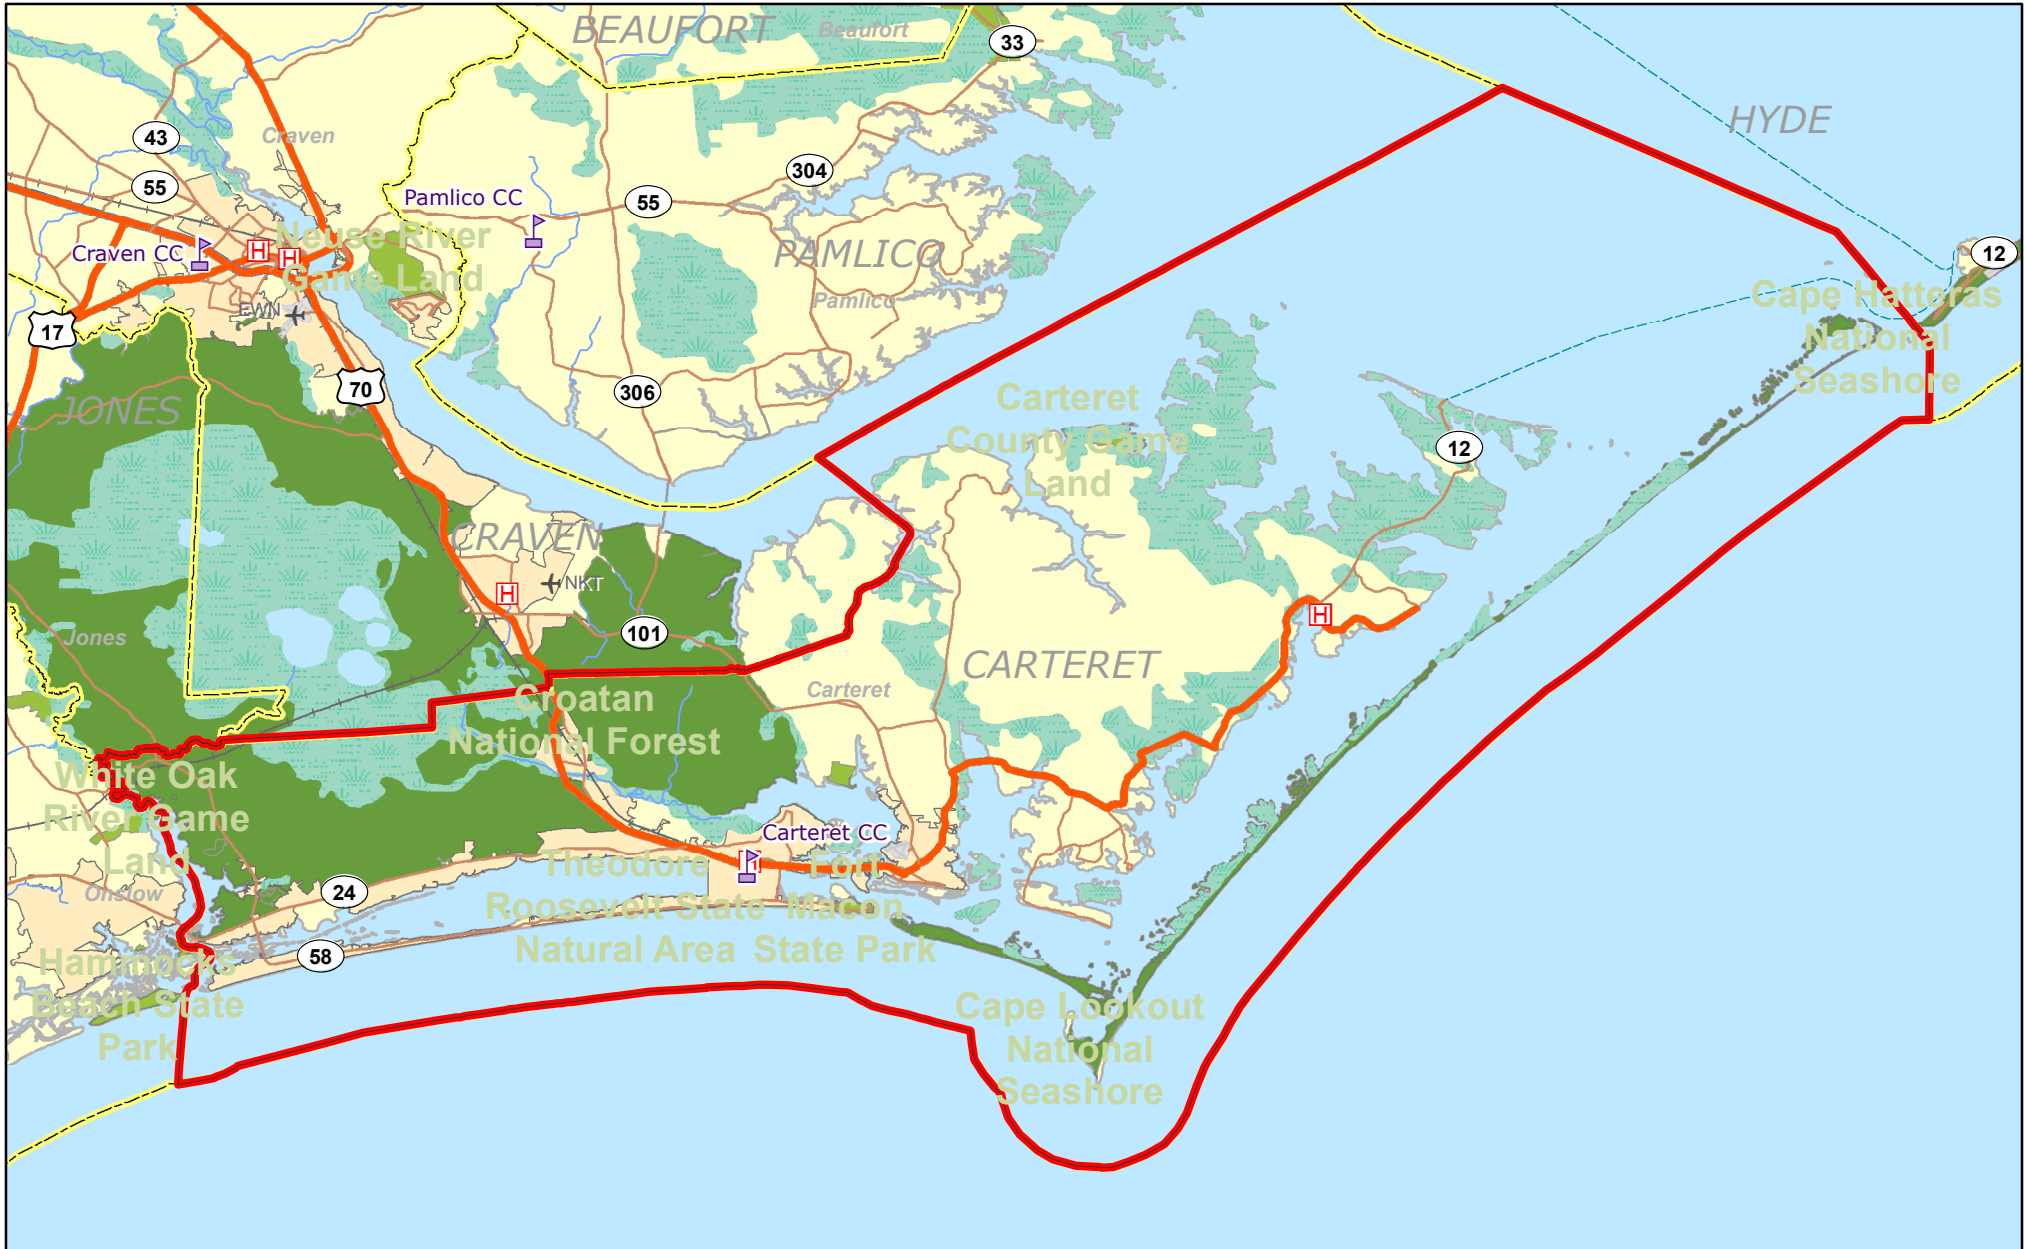 BEAUFORT
Beaufort
33
HYDE
43
Craven
55
304
Pamlico CC
55
Neuse River
Game Land
Craven CC
H
H
PAMLICO
Pamlico
12
Cape Hatteras
National
Seashore
EWN
17
70
306
JONES
Carteret
County Game
Land
12
CRAVEN
NKT
H
H
101
Jones
CARTERET
Carteret
Croatan
National Forest
White Oak
River Game
Land
Onslow
24
Carteret CC
Theodore
Roosevelt State
Natural Area
Fort
Macon
State Park
58
Hammocks
Beach State
Park
Cape Lookout
National
Seashore